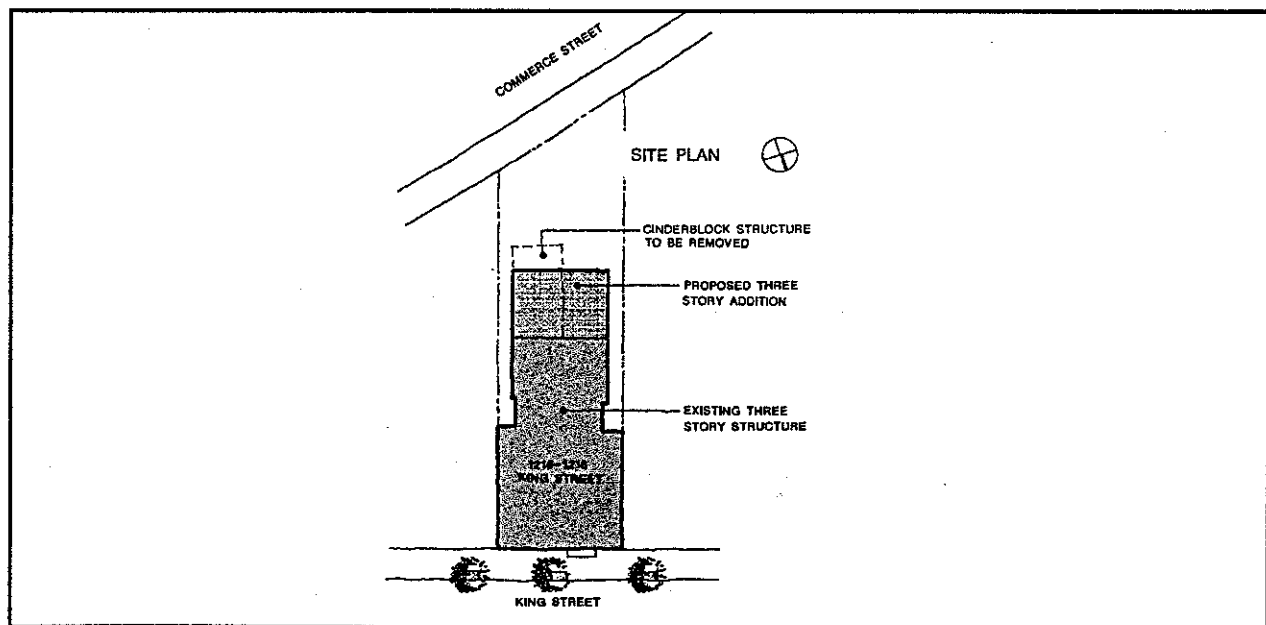 COMMERCE STREET
SITE PLAN
CINDERBLOCK STRUCTURE
TO BE REMOVED
PROPOSED THREE
STORY ADDITION
EXISTING THREE
STORY STRUCTURE
KING STREET
KING STREET